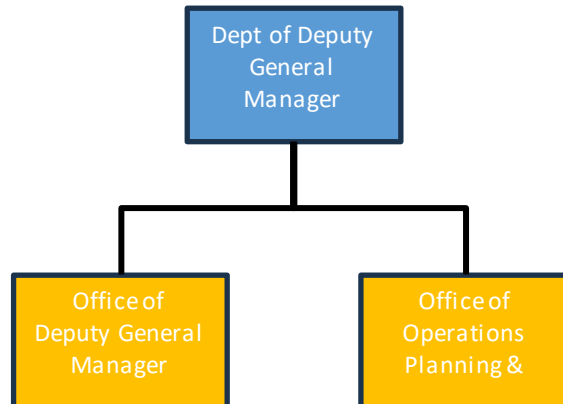 Dept of Deputy
General
Manager
Office of
Deputy General
Manager
Office of
Operations
Planning &